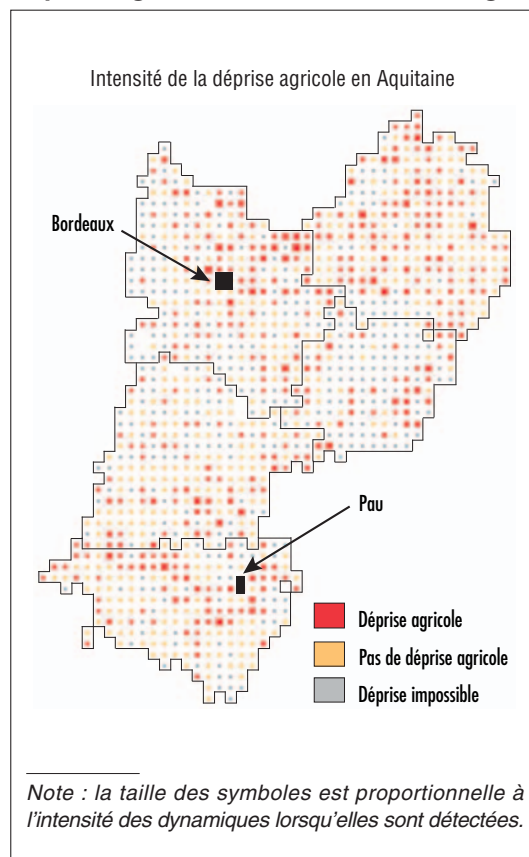 Intensité de la déprise agricole en Aquitaine
Bordeaux
Pau
Déprise agricole
Pas de déprise agricole
Déprise impossible
Note : la taille des symboles est proportionnelle à
l'intensité des dynamiques lorsqu'elles sont détectées.